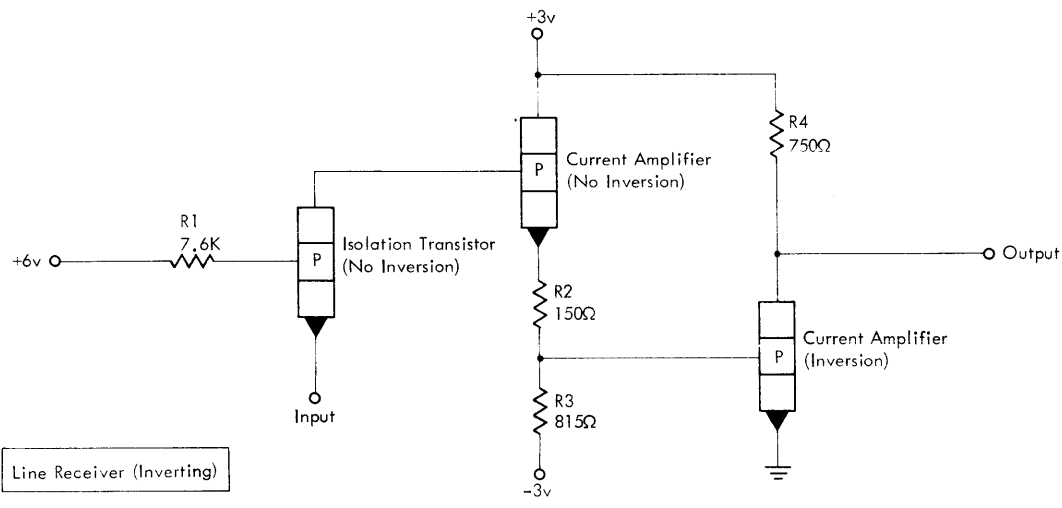 +3v
R4
750Ω
P
Current Amplifier
(No Inversion)
R1
7.6K
Isolation Transistor
(No Inversion)
+6v
P
Output
R2
150Ω
Current Amplifier
(Inversion)
P
R3
815Ω
Input
Line Receiver (Inverting)
-3v